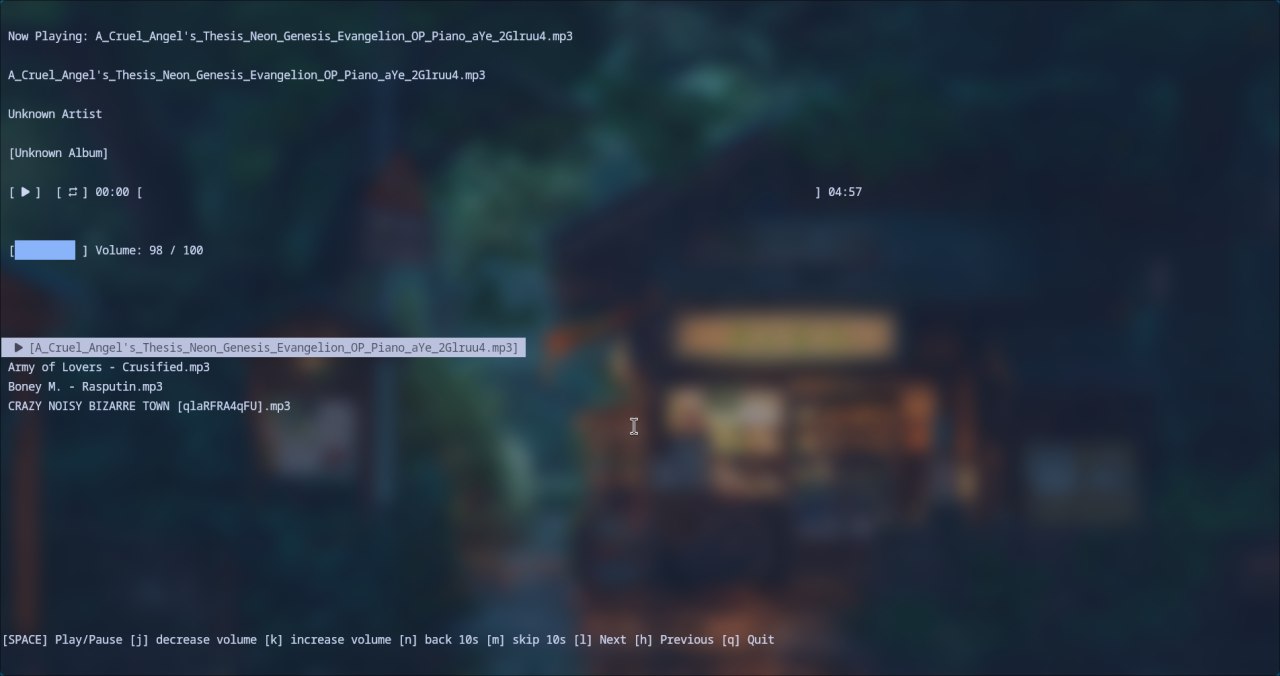 Now Playing: A_Cruel_Angel's_Thesis_Neon_Genesis_Evangelion_OP_Piano_aYe_2Glruu4.mp3
A_Cruel_Angel's_Thesis_Neon_Genesis_Evangelion_OP_Piano_aYe_2Glruu4.mp3
Unknown Artist
[Unknown Album]
[ ▶ ] [ ⇄ ] 00:00 [ ] 04:57
[ ] Volume: 98 / 100
▶ [A_Cruel_Angel's_Thesis_Neon_Genesis_Evangelion_OP_Piano_aYe_2Glruu4.mp3]
Army of Lovers - Crusified.mp3
Boney M. - Rasputin.mp3
CRAZY NOISY BIZARRE TOWN [qlaRFRA4qFU].mp3
[SPACE] Play/Pause [j] decrease volume [k] increase volume [n] back 10s [m] skip 10s [l] Next [h] Previous [q] Quit